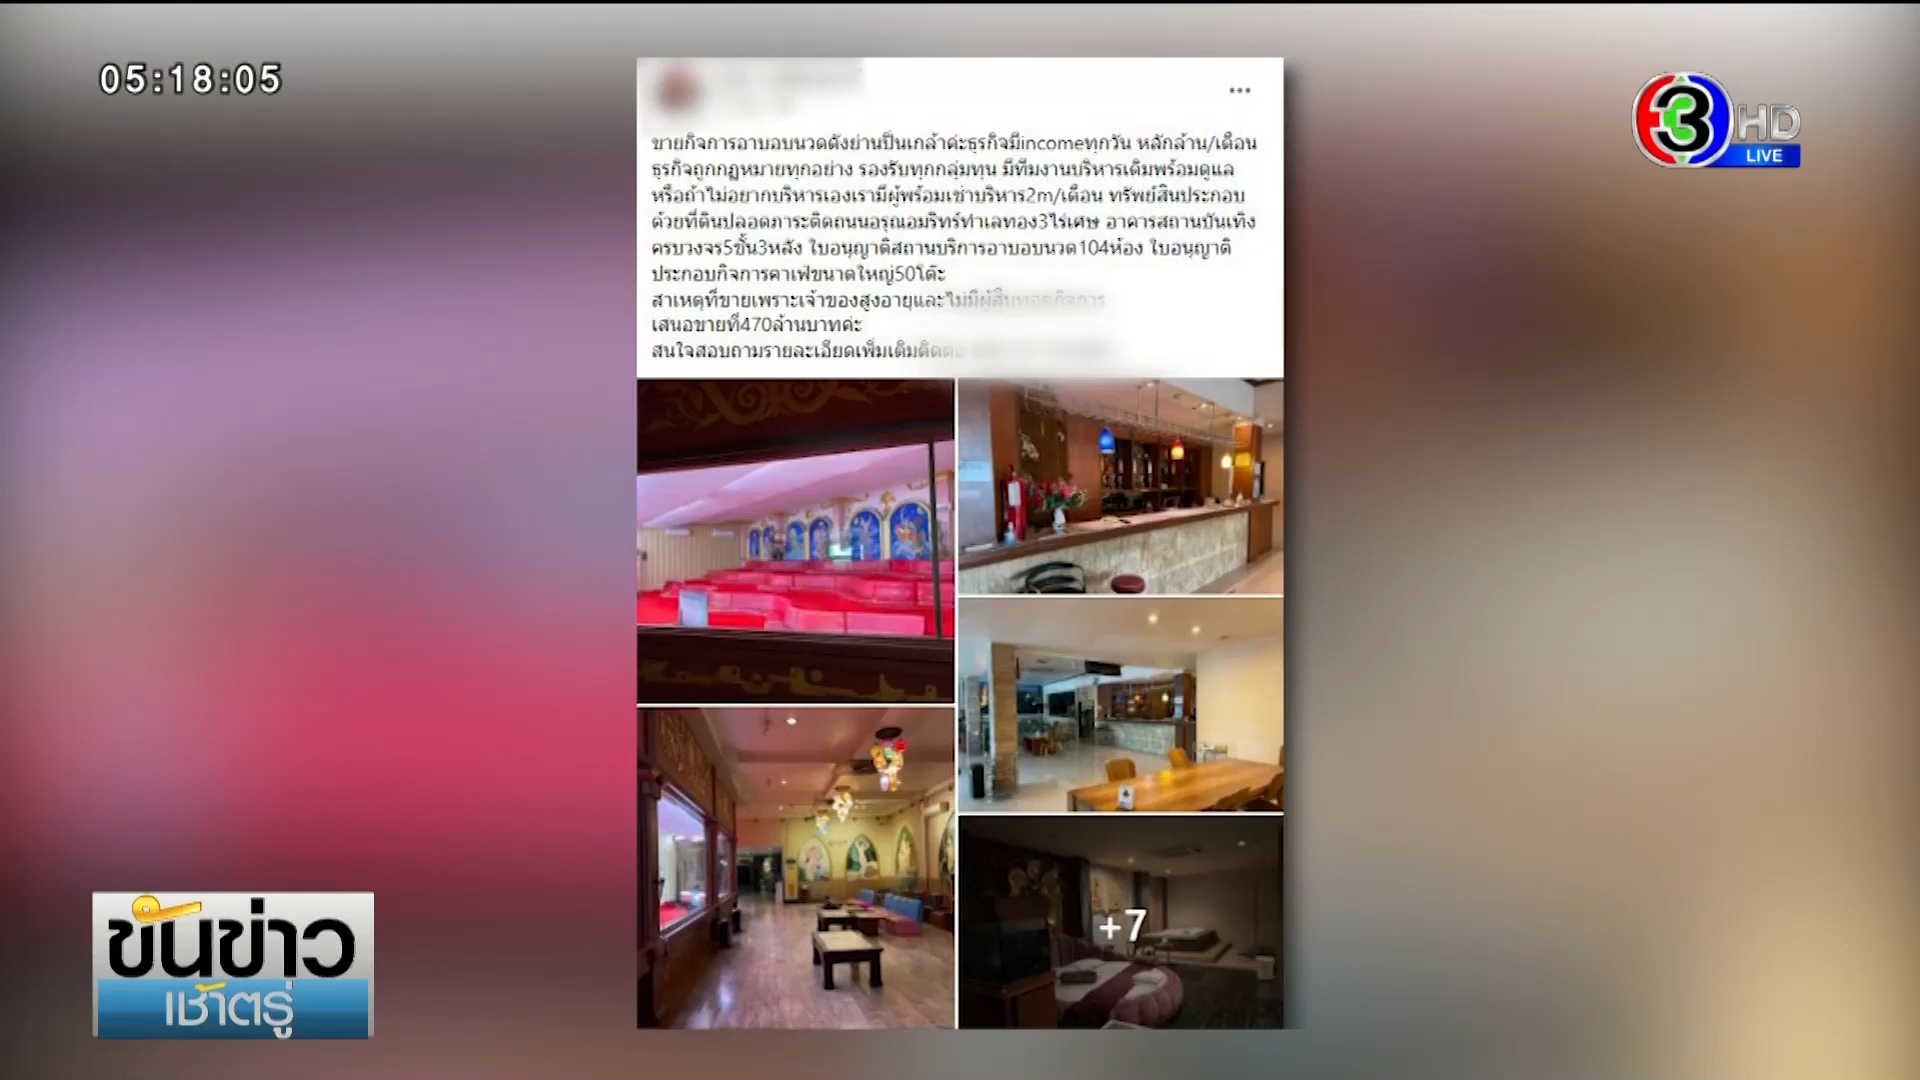 05:18:05
3 HD
LIVE
ขายกิจการอาบอบนวดดังย่านปิ่นเกล้าค่ะธุรกิจมีincomeทุกวัน หลักล้าน/เดือน
ธุรกิจถูกกฎหมายทุกอย่าง รองรับทุกกลุ่มทุน มีทีมงานบริหารเดิมพร้อมดูแล
หรือถ้าไม่อยากบริหารเองเรามีผู้พร้อมเช่าบริหาร2m/เดือน ทรัพย์สินประกอบ
ด้วยที่ดินปลอดภาระติดถนนอรุณอมริทร์ทำเลทอง3ไร่เศษ อาคารสถานบันเทิง
ครบวงจร5ชั้น3หลัง ใบอนุญาติสถานบริการอาบอบนวด104ห้อง ใบอนุญาติ
ประกอบกิจการคาเฟ่ขนาดใหญ่50โต๊ะ
สาเหตุที่ขายเพราะเจ้าของสูงอายุและไม่มีผู้สืบทอดกิจการ
เสนอขายที่470ล้านบาทค่ะ
สนใจสอบถามรายละเอียดเพิ่มเติมติดต่อ
4
+7
ขันข่าว
เช้าตรู่